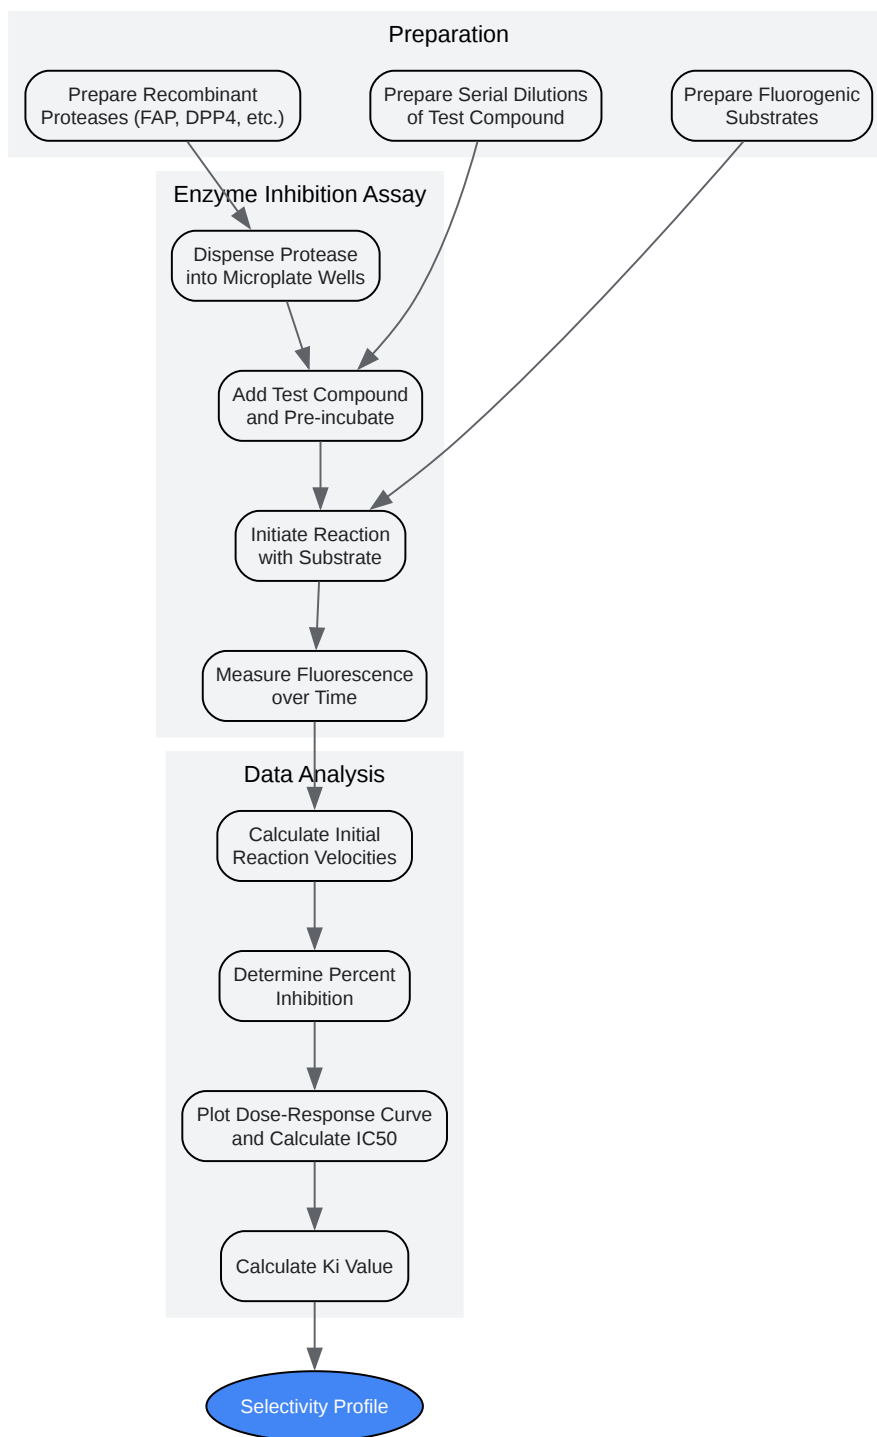 Preparation
Prepare Recombinant
Proteases (FAP, DPP4, etc.)
Prepare Serial Dilutions
of Test Compound
Prepare Fluorogenic
Substrates
Enzyme Inhibition Assay
Dispense Protease
into Microplate Wells
Add Test Compound
and Pre-incubate
Initiate Reaction
with Substrate
Measure Fluorescence
over Time
Data Analysis
Calculate Initial
Reaction Velocities
Determine Percent
Inhibition
Plot Dose-Response Curve
and Calculate IC50
Calculate Ki Value
Selectivity Profile